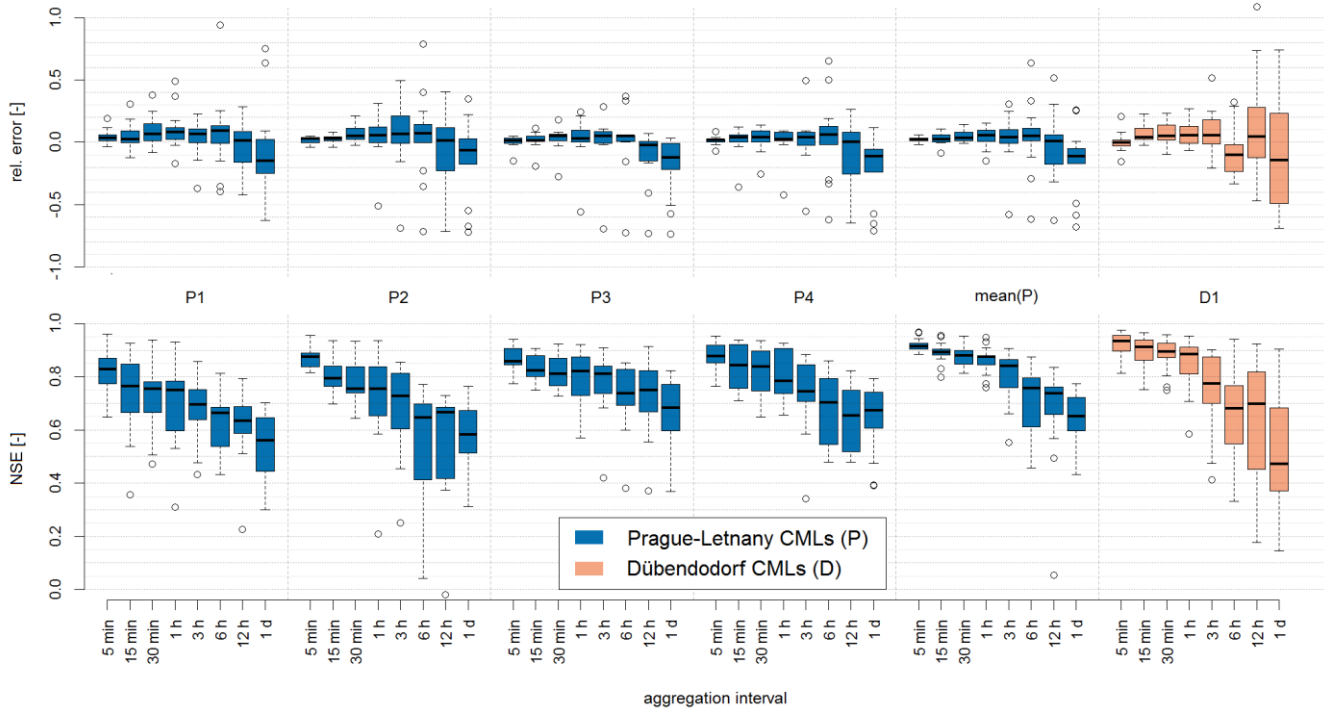 rel. error [-]
1.0
0.5
0.0
-0.5
-1.0
P1 P2 P3 P4 mean(P) D1
NSE [-]
1.0
0.8
0.6
0.4
0.2
0.0
Prague-Letnany CMLs (P)
Dübendodorf CMLs (D)
5 min 15 min 30 min 1 h 3 h 6 h 12 h 1 d 5 min 15 min 30 min 1 h 3 h 6 h 12 h 1 d 5 min 15 min 30 min 1 h 3 h 6 h 12 h 1 d 5 min 15 min 30 min 1 h 3 h 6 h 12 h 1 d 5 min 15 min 30 min 1 h 3 h 6 h 12 h 1 d 5 min 15 min 30 min 1 h 3 h 6 h 12 h 1 d
aggregation interval